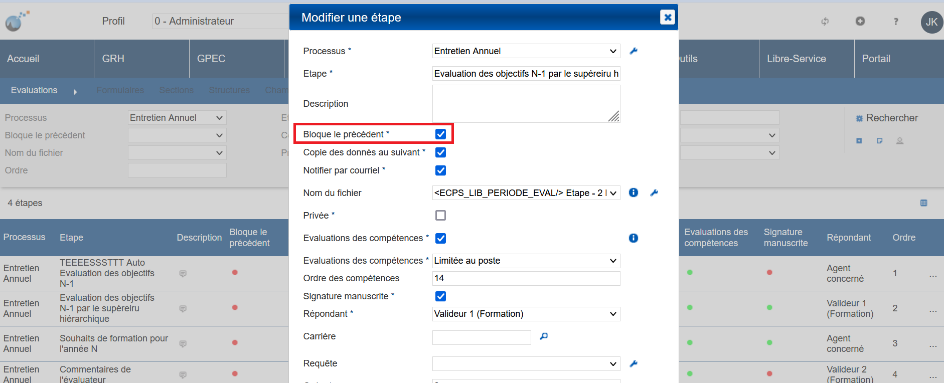 Profil
0 - Administrateur
?
JK
Accueil
GRH
GPEC
Libre-Service
Portail
Evaluations
Formulaires
Sections
Structures
Processus
Entretien Annuel
Bloque le précédent
Nom du fichier
Ordre
Rechercher
4 étapes
Modifier une étape
Processus *
Entretien Annuel
Etape *
Evaluation des objectifs N-1 par le supéreiru h
Description
Bloque le précédent *
Copie des donnés au suivant *
Notifier par courriel *
Nom du fichier
<ECPS_LIB_PERIODE_EVAL/> Etape - 2
Privée *
Evaluations des compétences *
Evaluations des compétences *
Limitée au poste
Ordre des compétences
14
Signature manuscrite *
Répondant *
Valideur 1 (Formation)
Carrière
Requête
Processus
Etape
Description
Bloque le précédent
Evaluations des compétences
Signature manuscrite
Répondant
Ordre
Entretien Annuel
TEEEESSSTTT Auto
Evaluation des objectifs
N-1
Agent concerné
1
...
Entretien Annuel
Evaluation des objectifs
N-1 par le supéreiru
hiérarchique
Valideur 1 (Formation)
2
...
Entretien Annuel
Souhaits de formation pour
l'année N
Agent concerné
3
...
Entretien Annuel
Commentaires de
l'évaluateur
Valideur 2 (Formation)
4
...